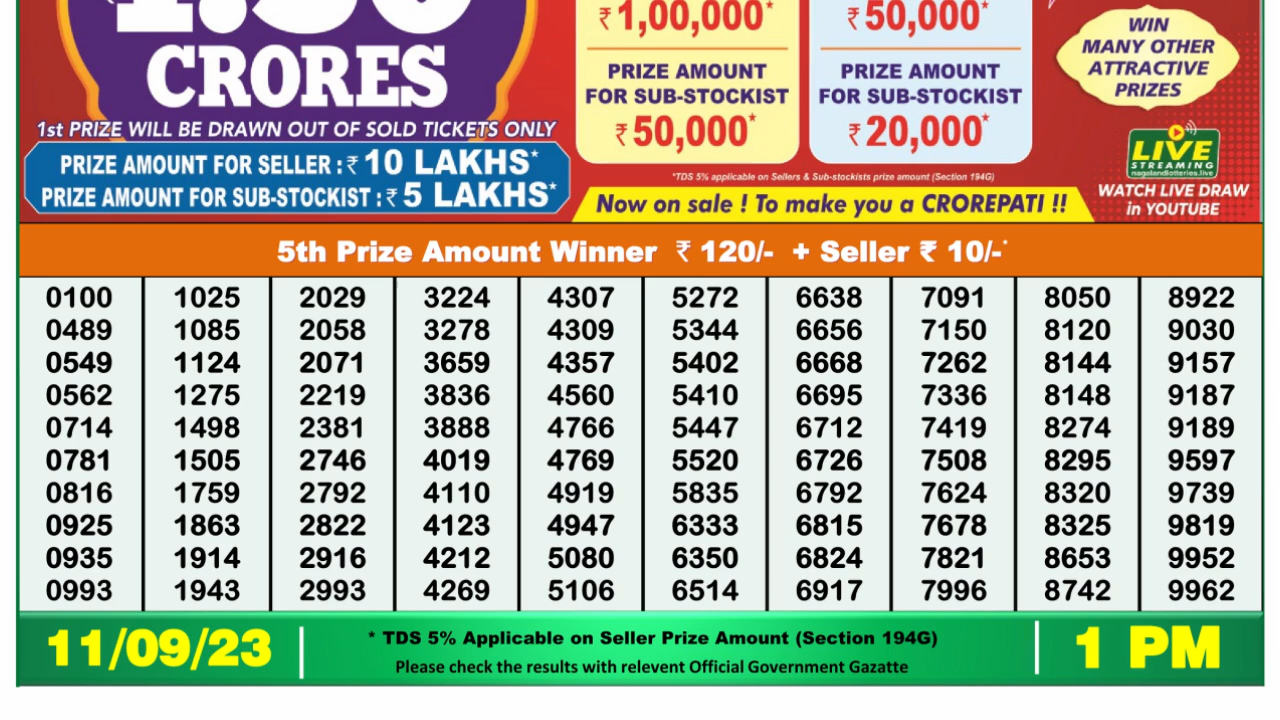 CRORES
1st PRIZE WILL BE DRAWN OUT OF SOLD TICKETS ONLY
PRIZE AMOUNT FOR SELLER : ₹ 10 LAKHS*
PRIZE AMOUNT FOR SUB-STOCKIST : ₹ 5 LAKHS*
₹ 1,00,000*
PRIZE AMOUNT
FOR SUB-STOCKIST
₹ 50,000*
₹ 50,000*
PRIZE AMOUNT
FOR SUB-STOCKIST
₹ 20,000*
*TDS 5% applicable on Sellers & Sub-stockists prize amount (Section 194G)
Now on sale ! To make you a CROREPATI !!
WIN
MANY OTHER
ATTRACTIVE
PRIZES
LIVE
STREAMING
nagalandlotteries.live
WATCH LIVE DRAW
in YOUTUBE
5th Prize Amount Winner ₹ 120/- + Seller ₹ 10/-*
0100 1025 2029 3224 4307 5272 6638 7091 8050 8922
0489 1085 2058 3278 4309 5344 6656 7150 8120 9030
0549 1124 2071 3659 4357 5402 6668 7262 8144 9157
0562 1275 2219 3836 4560 5410 6695 7336 8148 9187
0714 1498 2381 3888 4766 5447 6712 7419 8274 9189
0781 1505 2746 4019 4769 5520 6726 7508 8295 9597
0816 1759 2792 4110 4919 5835 6792 7624 8320 9739
0925 1863 2822 4123 4947 6333 6815 7678 8325 9819
0935 1914 2916 4212 5080 6350 6824 7821 8653 9952
0993 1943 2993 4269 5106 6514 6917 7996 8742 9962
11/09/23
* TDS 5% Applicable on Seller Prize Amount (Section 194G)
Please check the results with relevent Official Government Gazatte
1 PM